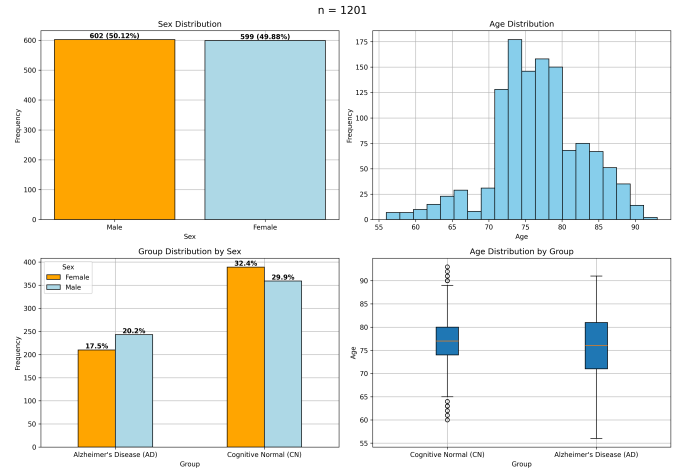 n = 1201
Sex Distribution
602 (50.12%)
599 (49.88%)
600
500
400
300
200
100
0
Frequency
Male
Female
Sex
Age Distribution
175
150
125
100
75
50
25
0
Frequency
55
60
65
70
75
80
85
90
Age
Group Distribution by Sex
Sex
Female
Male
17.5%
20.2%
32.4%
29.9%
400
350
300
250
200
150
100
50
0
Frequency
Alzheimer's Disease (AD)
Cognitive Normal (CN)
Group
Age Distribution by Group
90
85
80
75
70
65
60
55
Age
Cognitive Normal (CN)
Alzheimer's Disease (AD)
Group